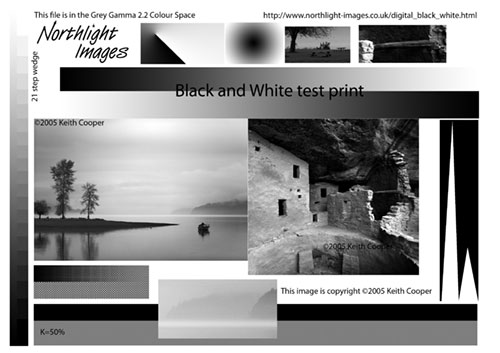 This file is in the Grey Gamma 2.2 Colour Space
http://www.northlight-images.co.uk/digital_black_white.html
Northlight
Images
21 step wedge
Black and White test print
©2005 Keith Cooper
©2005 Keith Cooper
This image is copyright ©2005 Keith Cooper
K=50%